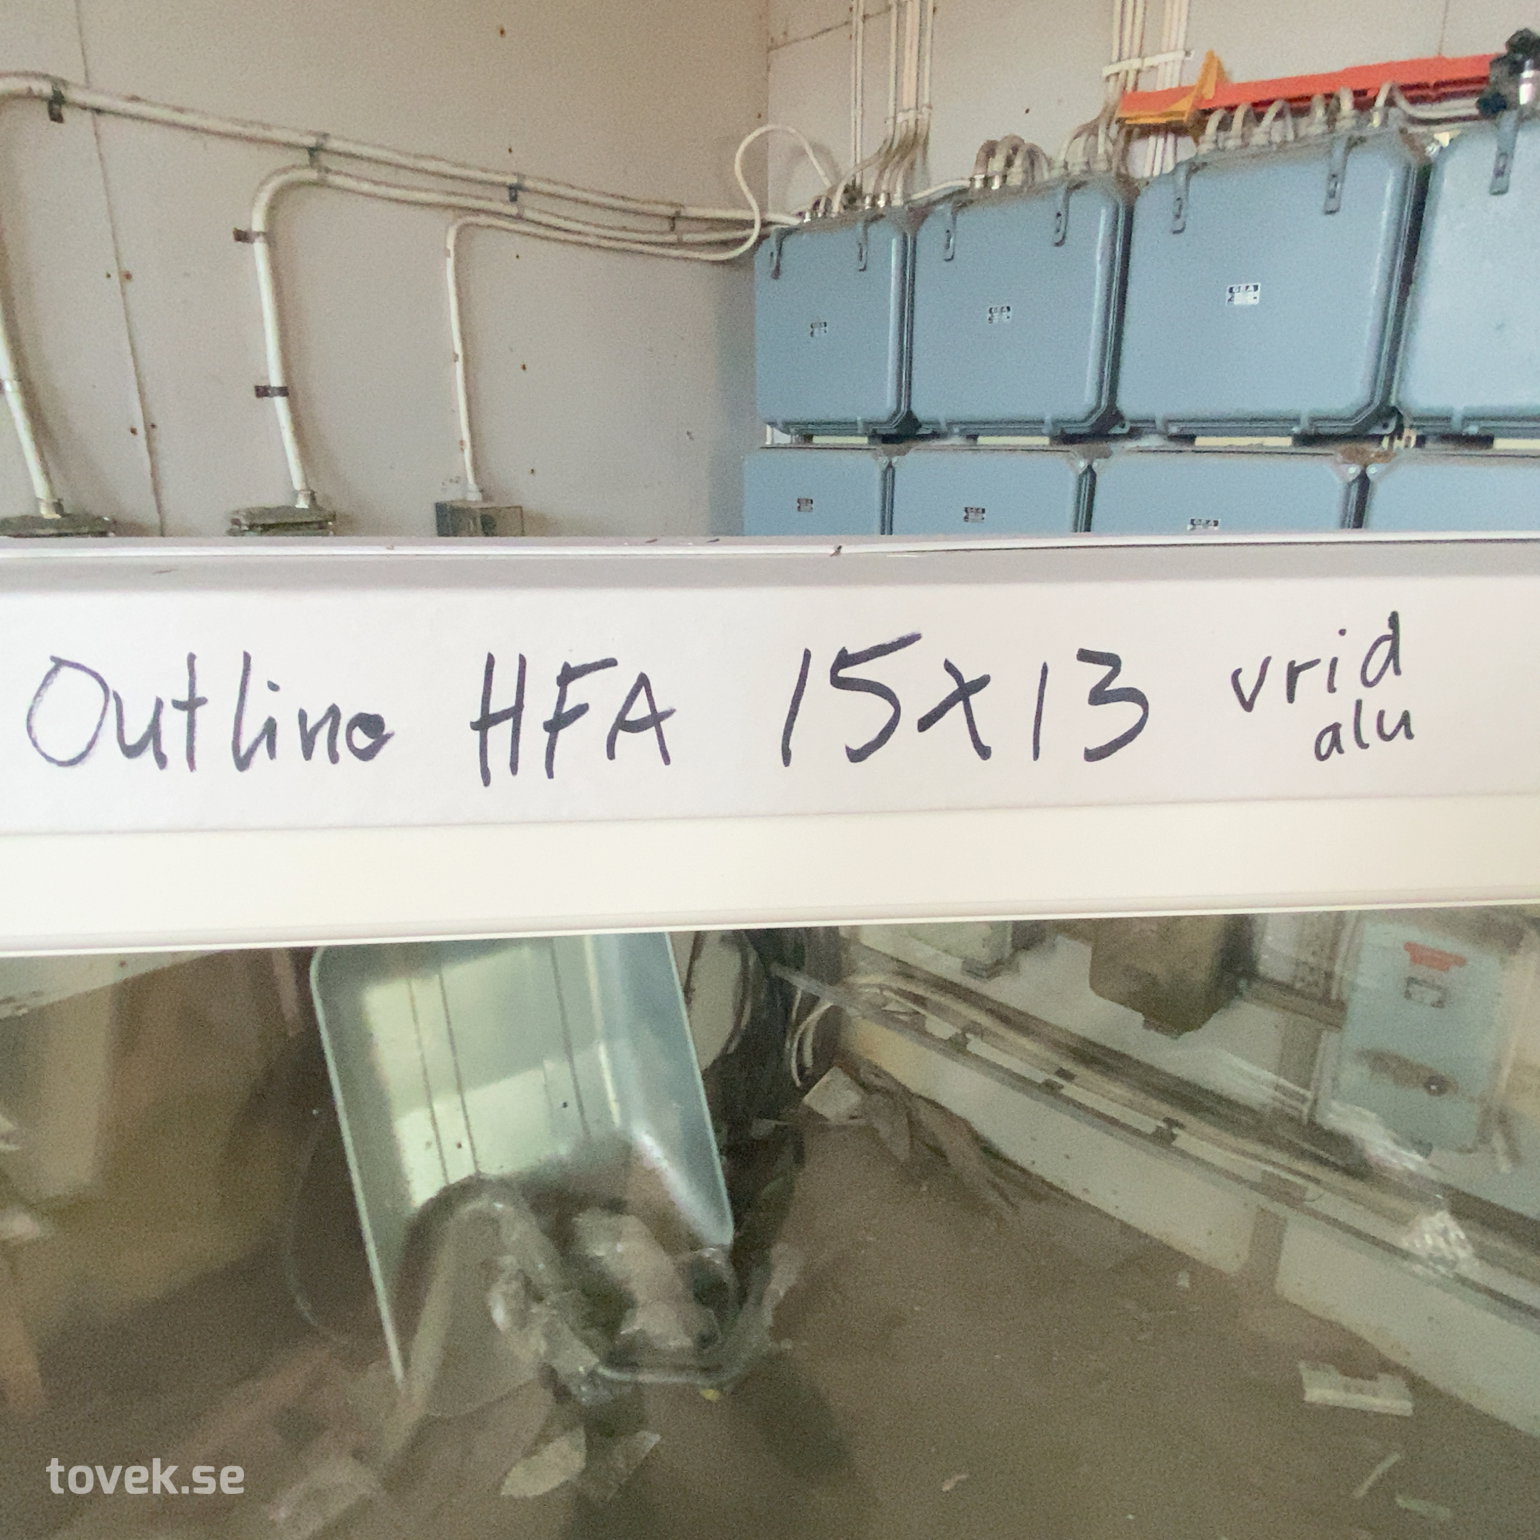 Outline HFA 15x13 vrid
alu
tovek.se